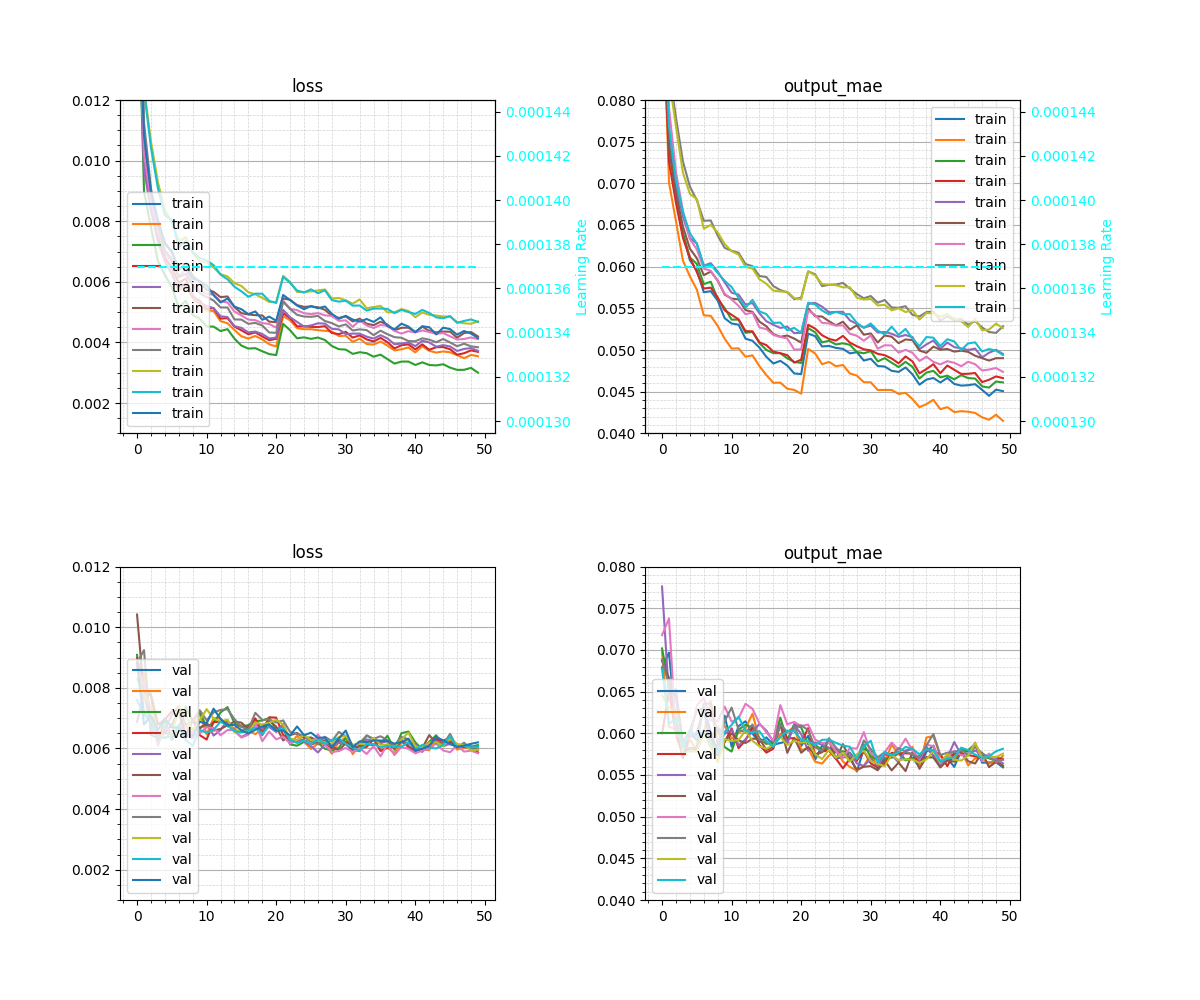 loss
0.012
0.010
0.008
0.006
0.004
0.002
0 10 20 30 40 50
train
train
train
train
train
train
train
train
train
train
train
0.000144
0.000142
0.000140
0.000138
0.000136
0.000134
0.000132
0.000130
Learning Rate
output_mae
0.080
0.075
0.070
0.065
0.060
0.055
0.050
0.045
0.040
0 10 20 30 40 50
train
train
train
train
train
train
train
train
train
train
0.000144
0.000142
0.000140
0.000138
0.000136
0.000134
0.000132
0.000130
Learning Rate
loss
0.012
0.010
0.008
0.006
0.004
0.002
0 10 20 30 40 50
val
val
val
val
val
val
val
val
val
val
val
output_mae
0.080
0.075
0.070
0.065
0.060
0.055
0.050
0.045
0.040
0 10 20 30 40 50
val
val
val
val
val
val
val
val
val
val